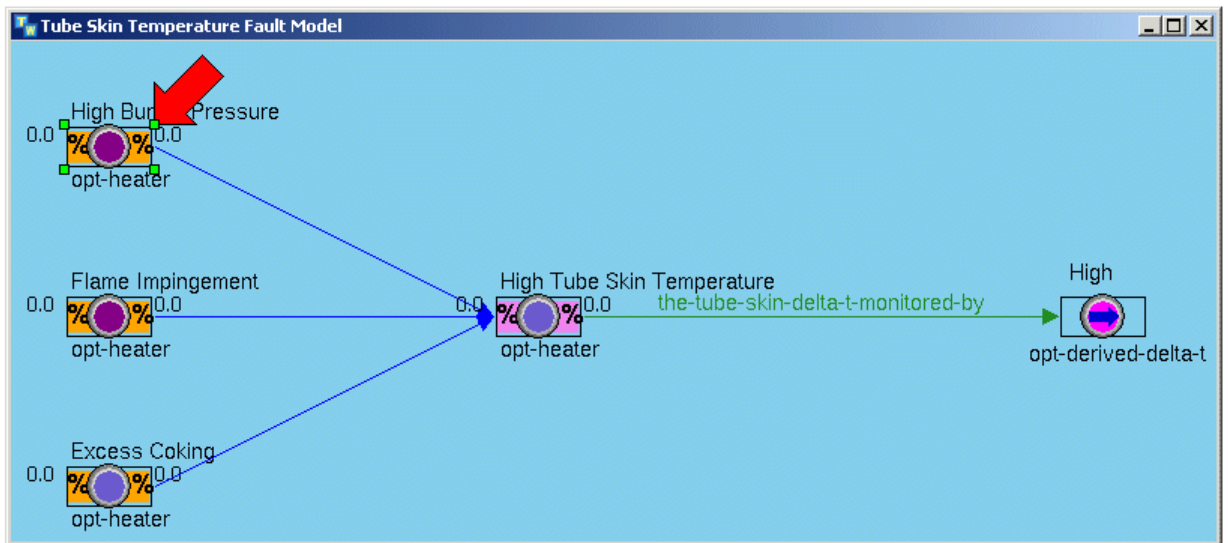 Tube Skin Temperature Fault Model
High Bu Pressure
0.0 % % 0.0
opt-heater
Flame Impingement
0.0 % % 0.0
opt-heater
High Tube Skin Temperature
0.0 % % 0.0
opt-heater
the-tube-skin-delta-t-monitored-by
High
opt-derived-delta-t
Excess Coking
0.0 % % 0.0
opt-heater